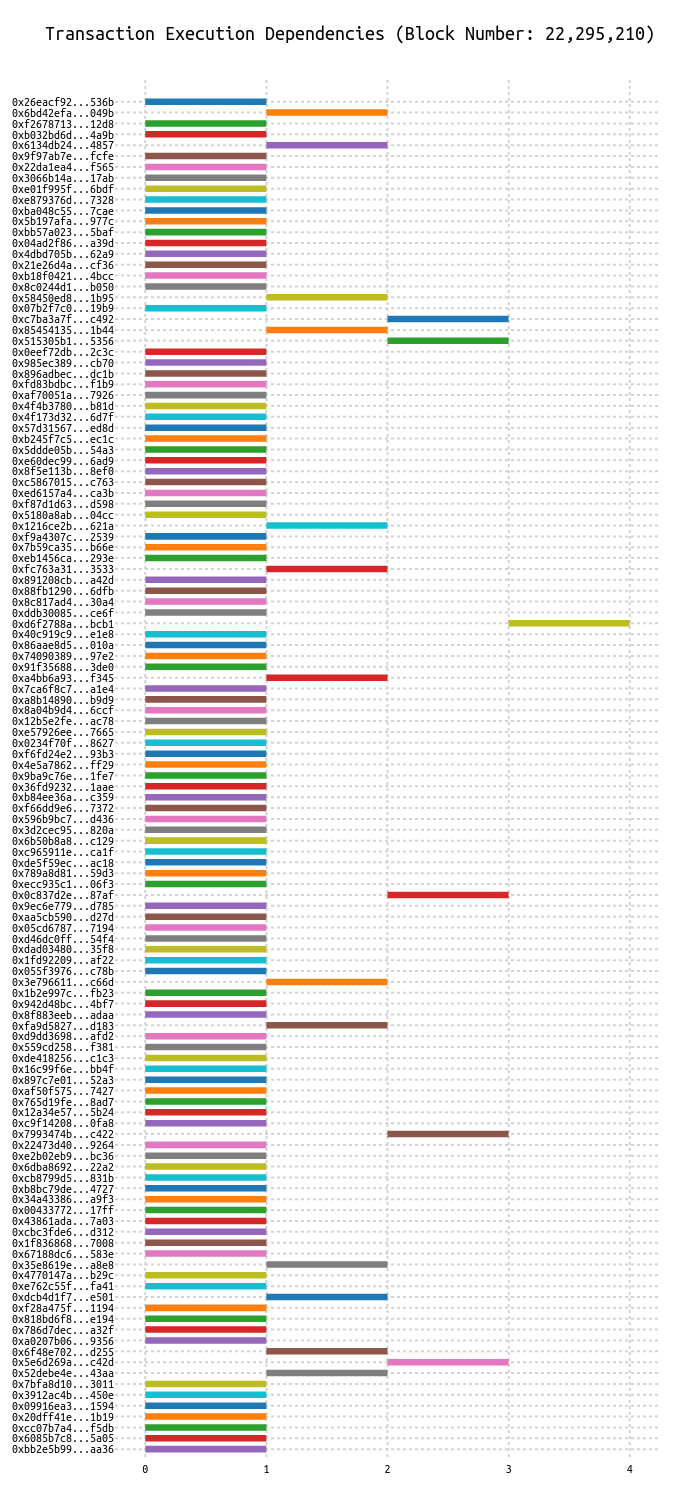 Transaction Execution Dependencies (Block Number: 22,295,210)
0x26eacf92...536b
0x6bd42efa...049b
0xf2678713...12d8
0xb032bd6d...4a9b
0x6134db24...4857
0x9f97ab7e...fcfe
0x22da1ea4...f565
0x3066b14a...17ab
0xe01f995f...6bdf
0xe879376d...7328
0xba048c55...7cae
0x5b197afa...977c
0xbb57a023...5baf
0x04ad2f86...a39d
0x4dbd705b...62a9
0x21e26d4a...cf36
0xb18f0421...4bcc
0x8c0244d1...b050
0x58450ed8...1b95
0x07b2f7c0...19b9
0xc7ba3a7f...c492
0x85454135...1b44
0x515305b1...5356
0x0eef72db...2c3c
0x985ec389...cb70
0x896adbec...dc1b
0xfd83bdbc...f1b9
0xaf70051a...7926
0x4f4b3780...b81d
0x4f173d32...6d7f
0x57d31567...ed8d
0xb245f7c5...ec1c
0x5ddde05b...54a3
0xe60dec99...6ad9
0x8f5e113b...8ef0
0xc5867015...c763
0xed6157a4...ca3b
0xf87d1d63...d598
0x5180a8ab...04cc
0x1216ce2b...621a
0xf9a4307c...2539
0x7b59ca35...b66e
0xeb1456ca...293e
0xfc763a31...3533
0x891208cb...a42d
0x88fb1290...6dfb
0x8c817ad4...30a4
0xddb30085...ce6f
0xd6f2788a...bcb1
0x40c919c9...e1e8
0x86aae8d5...010a
0x74090389...97e2
0x91f35688...3de0
0xa4bb6a93...f345
0x7ca6f8c7...a1e4
0xa8b14890...b9d9
0x8a04b9d4...6ccf
0x12b5e2fe...ac78
0xe57926ee...7665
0x0234f70f...8627
0xf6fd24e2...93b3
0x4e5a7862...ff29
0x9ba9c76e...1fe7
0x36fd9232...1aae
0xb84ee36a...c359
0xf66dd9e6...7372
0x596b9bc7...d436
0x3d2cec95...820a
0x6b50b8a8...c129
0xc965911e...ca1f
0xde5f59ec...ac18
0x789a8d81...59d3
0xecc935c1...06f3
0x0c837d2e...87af
0x9ec6e779...d785
0xaa5cb590...d27d
0x05cd6787...7194
0xd46dc0ff...54f4
0xdad03480...35f8
0x1fd92209...af22
0x055f3976...c78b
0x3e796611...c66d
0x1b2e997c...fb23
0x942d48bc...4bf7
0x8f883eeb...adaa
0xfa9d5827...d183
0xd9dd3698...afd2
0x559cd258...f381
0xde418256...c1c3
0x16c99f6e...bb4f
0x897c7e01...52a3
0xaf50f575...7427
0x765d19fe...8ad7
0x12a34e57...5b24
0xc9f14208...0fa8
0x7993474b...c422
0x22473d40...9264
0xe2b02eb9...bc36
0x6dba8692...22a2
0xcb8799d5...831b
0xb8bc79de...4727
0x34a43386...a9f3
0x00433772...17ff
0x43861ada...7a03
0xcbc3fde6...d312
0x1f836868...7008
0x67188dc6...583e
0x35e8619e...a8e8
0x4770147a...b29c
0xe762c55f...fa41
0xdcb4d1f7...e501
0xf28a475f...1194
0x818bd6f8...e194
0x786d7dec...a32f
0xa0207b06...9356
0x6f48e702...d255
0x5e6d269a...c42d
0x52debe4e...43aa
0x7bfa8d10...3011
0x3912ac4b...450e
0x09916ea3...1594
0x20dff41e...1b19
0xcc07b7a4...f5db
0x6085b7c8...5a05
0xbb2e5b99...aa36
0 1 2 3 4